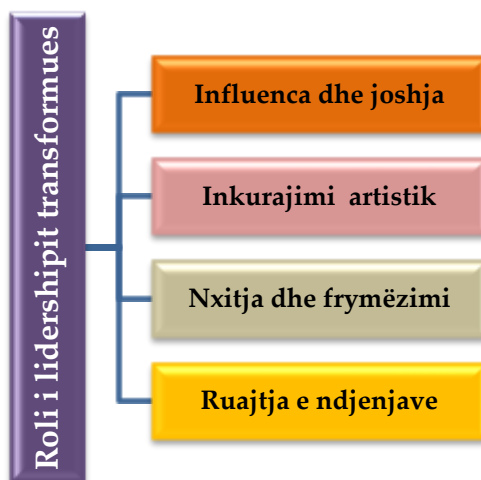 Roli i lidershipit transformues
Influenca dhe joshja
Inkurajimi artistik
Nxitja dhe frymëzimi
Ruajtja e ndjenjave